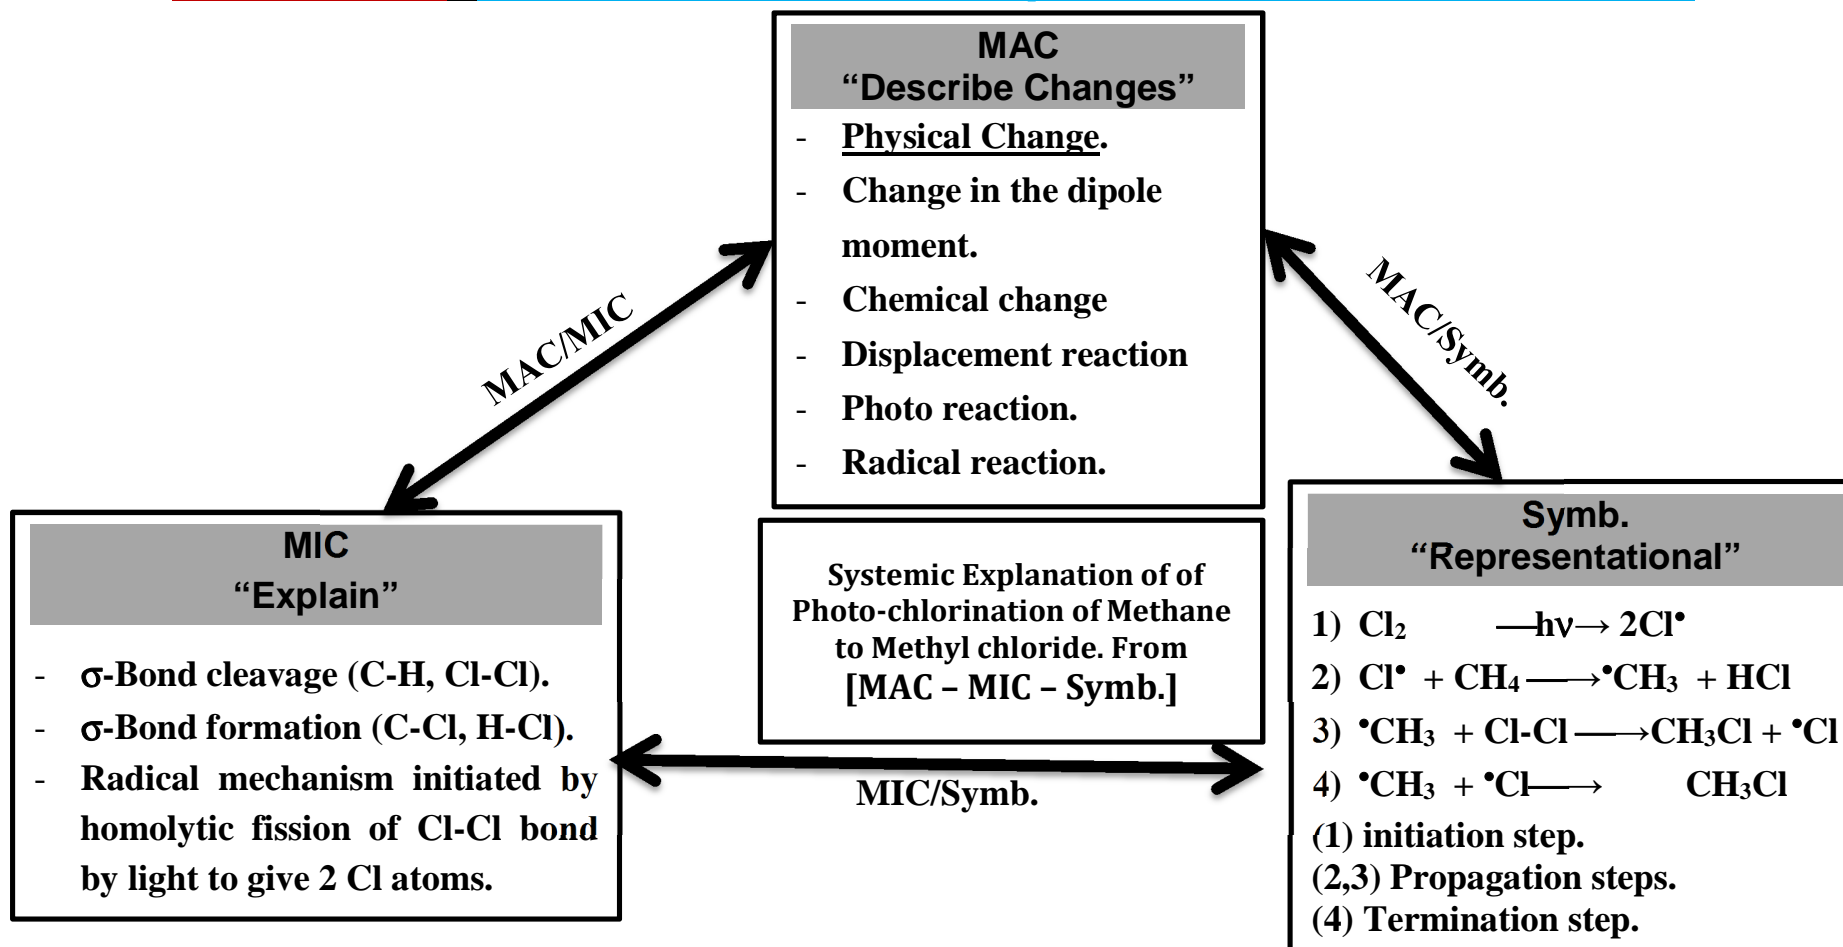 MAC
“Describe Changes”
- Physical Change.
- Change in the dipole
moment.
- Chemical change
- Displacement reaction
- Photo reaction.
- Radical reaction.
MAC/MIC
MAC/Symb.
MIC
“Explain”
- σ-Bond cleavage (C-H, Cl-Cl).
- σ-Bond formation (C-Cl, H-Cl).
- Radical mechanism initiated by
homolytic fission of Cl-Cl bond
by light to give 2 Cl atoms.
Systemic Explanation of of
Photo-chlorination of Methane
to Methyl chloride. From
[MAC – MIC – Symb.]
MIC/Symb.
Symb.
“Representational”
1) Cl₂ —hν→ 2Cl•
2) Cl• + CH₄ ——→•CH₃ + HCl
3) •CH₃ + Cl-Cl ——→CH₃Cl + •Cl
4) •CH₃ + •Cl——→ CH₃Cl
(1) initiation step.
(2,3) Propagation steps.
(4) Termination step.